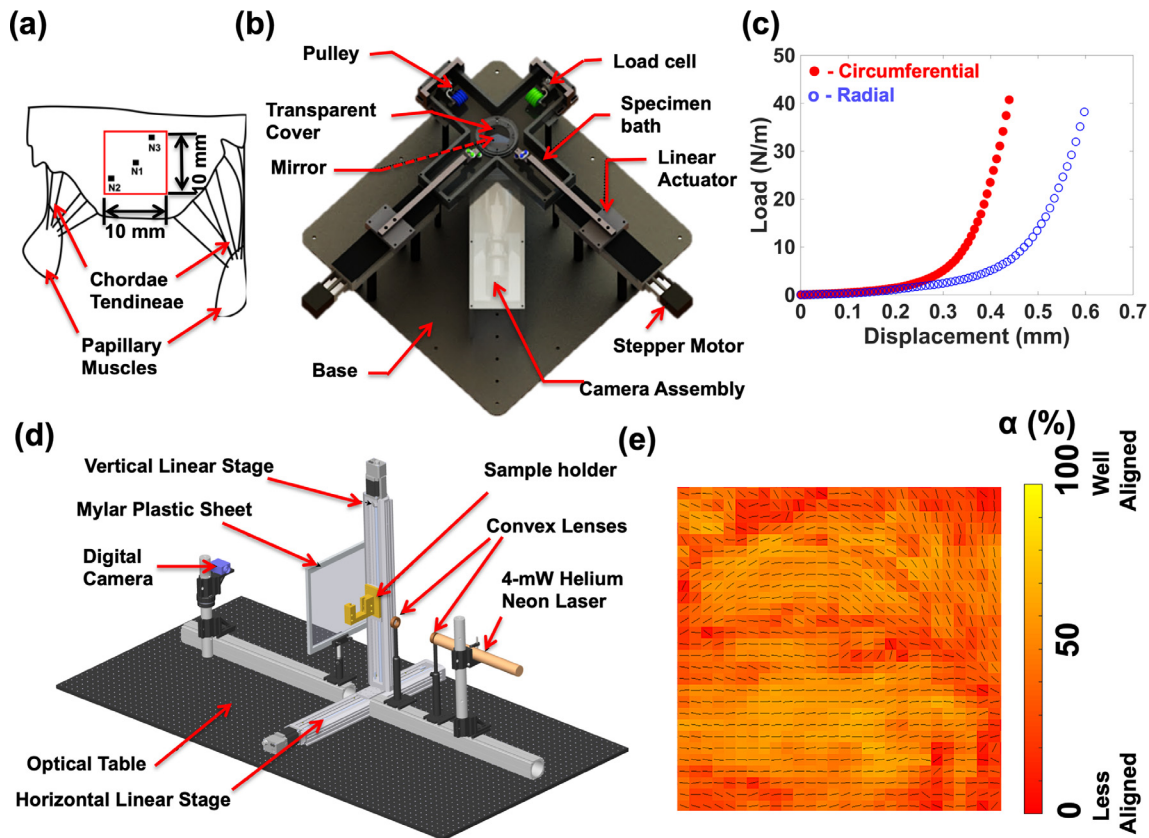 (a)
N3
N1
N2
10 mm
10 mm
Chordae
Tendineae
Papillary
Muscles
(b)
Pulley
Load cell
Transparent
Cover
Specimen
bath
Mirror
Linear
Actuator
Base
Stepper Motor
Camera Assembly
(c)
50
40
30
20
10
0
Load (N/m)
- Circumferential
- Radial
0 0.1 0.2 0.3 0.4 0.5 0.6 0.7
Displacement (mm)
(d)
Vertical Linear Stage
Sample holder
Mylar Plastic Sheet
Convex Lenses
Digital
Camera
4-mW Helium
Neon Laser
Optical Table
Horizontal Linear Stage
(e)
α (%)
100
50
0
Well
Aligned
Less
Aligned